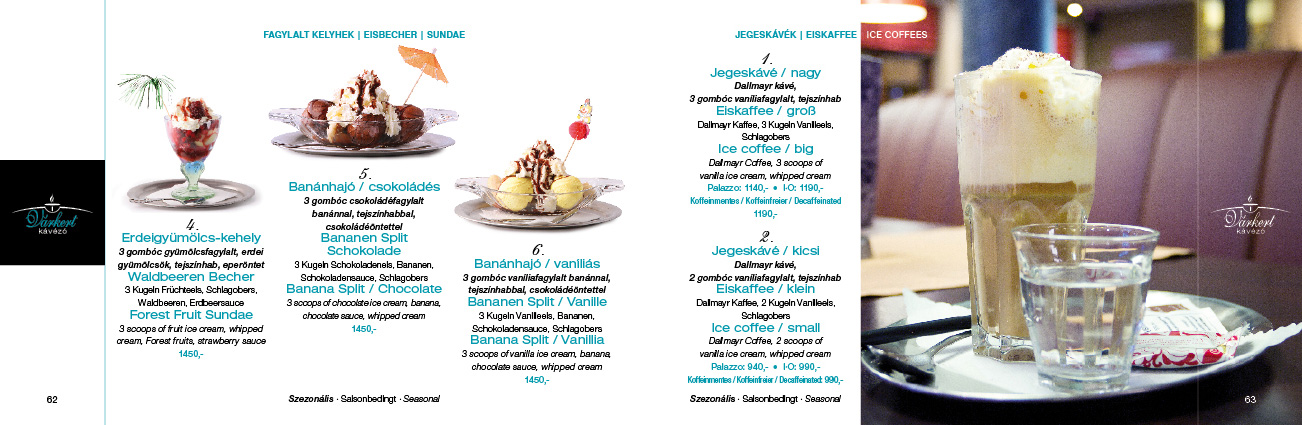 FAGYLALT KELYHEK | EISBECHER | SUNDAE
Várkert
kávézó
4.
Erdeigyümölcs-kehely
3 gombóc gyümölcsfagylalt, erdei
gyümölcsök, tejszínhab, eperöntet
Waldbeeren Becher
3 Kugeln Früchteeis, Schlagobers,
Waldbeeren, Erdbeersauce
Forest Fruit Sundae
3 scoops of fruit ice cream, whipped
cream, Forest fruits, strawberry sauce
1450,-
5.
Banánhajó / csokoládés
3 gombóc csokoládéfagylalt
banánnal, tejszínhabbal,
csokoládéöntettel
Bananen Split
Schokolade
3 Kugeln Schokoladeneis, Bananen,
Schokoladensauce, Schlagobers
Banana Split / Chocolate
3 scoops of chocolate ice cream, banana,
chocolate sauce, whipped cream
1450,-
6.
Banánhajó / vaníliás
3 gombóc vaníliafagylalt banánnal,
tejszínhabbal, csokoládéöntettel
Bananen Split / Vanille
3 Kugeln Vanilleeis, Bananen,
Schokoladensauce, Schlagobers
Banana Split / Vanillia
3 scoops of vanilla ice cream, banana,
chocolate sauce, whipped cream
1450,-
62
Szezonális · Saisonbedingt · Seasonal
JEGESKÁVÉK | EISKAFFEE | ICE COFFEES
1.
Jegeskávé / nagy
Dallmayr kávé,
3 gombóc vaníliafagylalt, tejszínhab
Eiskaffee / groß
Dallmayr Kaffee, 3 Kugeln Vanilleeis,
Schlagobers
Ice coffee / big
Dallmayr Coffee, 3 scoops of
vanilla ice cream, whipped cream
Palazzo: 1140,- • I-O: 1190,-
Koffeinmentes / Koffeinfreier / Decaffeinated
1190,-
2.
Jegeskávé / kicsi
Dallmayr kávé,
2 gombóc vaníliafagylalt, tejszínhab
Eiskaffee / klein
Dallmayr Kaffee, 2 Kugeln Vanilleeis,
Schlagobers
Ice coffee / small
Dallmayr Coffee, 2 scoops of
vanilla ice cream, whipped cream
Palazzo: 940,- • I-O: 990,-
Koffeinmentes / Koffeinfreier / Decaffeinated: 990,-
Szezonális · Saisonbedingt · Seasonal
Várkert
kávézó
63